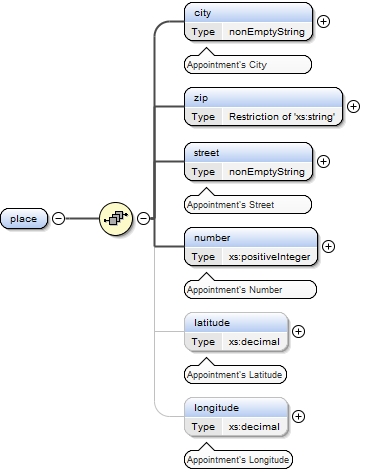 city
Type nonEmptyString
Appointment's City
zip
Type Restriction of 'xs:string'
street
Type nonEmptyString
Appointment's Street
place
number
Type xs:positiveInteger
Appointment's Number
latitude
Type xs:decimal
Appointment's Latitude
longitude
Type xs:decimal
Appointment's Longitude